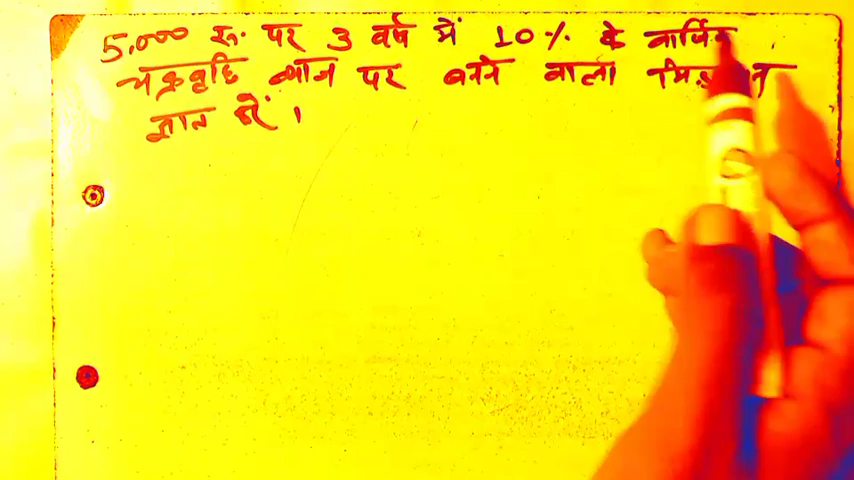 5,000 रु. पर 3 वर्ष में 10% के वार्षिक
चक्रवृद्धि ब्याज पर बनने वाला
ज्ञात करें ।